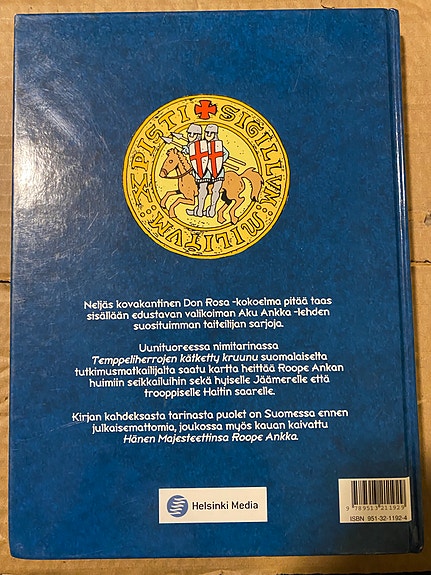 SIGILLVM: MILITVM: XPISTI
Neljäs kovakantinen Don Rosa -kokoelma pitää taas
sisällään edustavan valikoiman Aku Ankka -lehden
suosituimman taiteilijan sarjoja.
Uunituoreessa nimitarinassa
Temppeliherrojen kätketty kruunu suomalaiselta
tutkimusmatkailijalta saatu kartta heittää Roope Ankan
huimiin seikkailuihin sekä hyiselle Jäämerelle että
trooppiselle Haitin saarelle.
Kirjan kahdeksasta tarinasta puolet on Suomessa ennen
julkaisemattomia, joukossa myös kauan kaivattu
Hänen Majesteettinsa Roope Ankka.
Helsinki Media
9 789513 211929
ISBN 951-32-1192-4